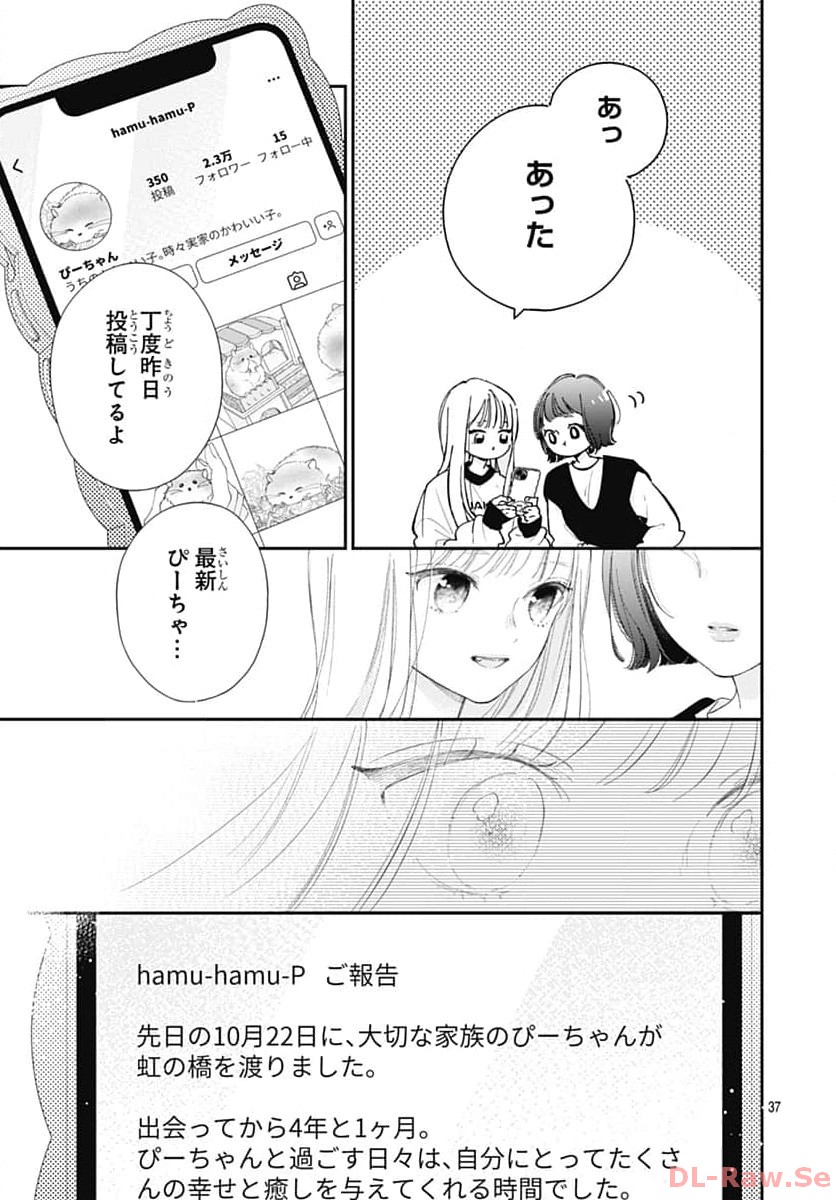 あっ
あった
hamu-hamu-P
350
投稿
2.3万
フォロワー
15
フォロー中
ぴーちゃん
い子。時々実家のかわいい子。
メッセージ
丁度昨日
投稿してるよ
最新
ぴーちゃ…
hamu-hamu-P ご報告
先日の10月22日に、大切な家族のぴーちゃんが
虹の橋を渡りました。
出会ってから4年と1ヶ月。
ぴーちゃんと過ごす日々は、自分にとってたくさ
んの幸せと癒しを与えてくれる時間でした。
37
DL-Raw.Se